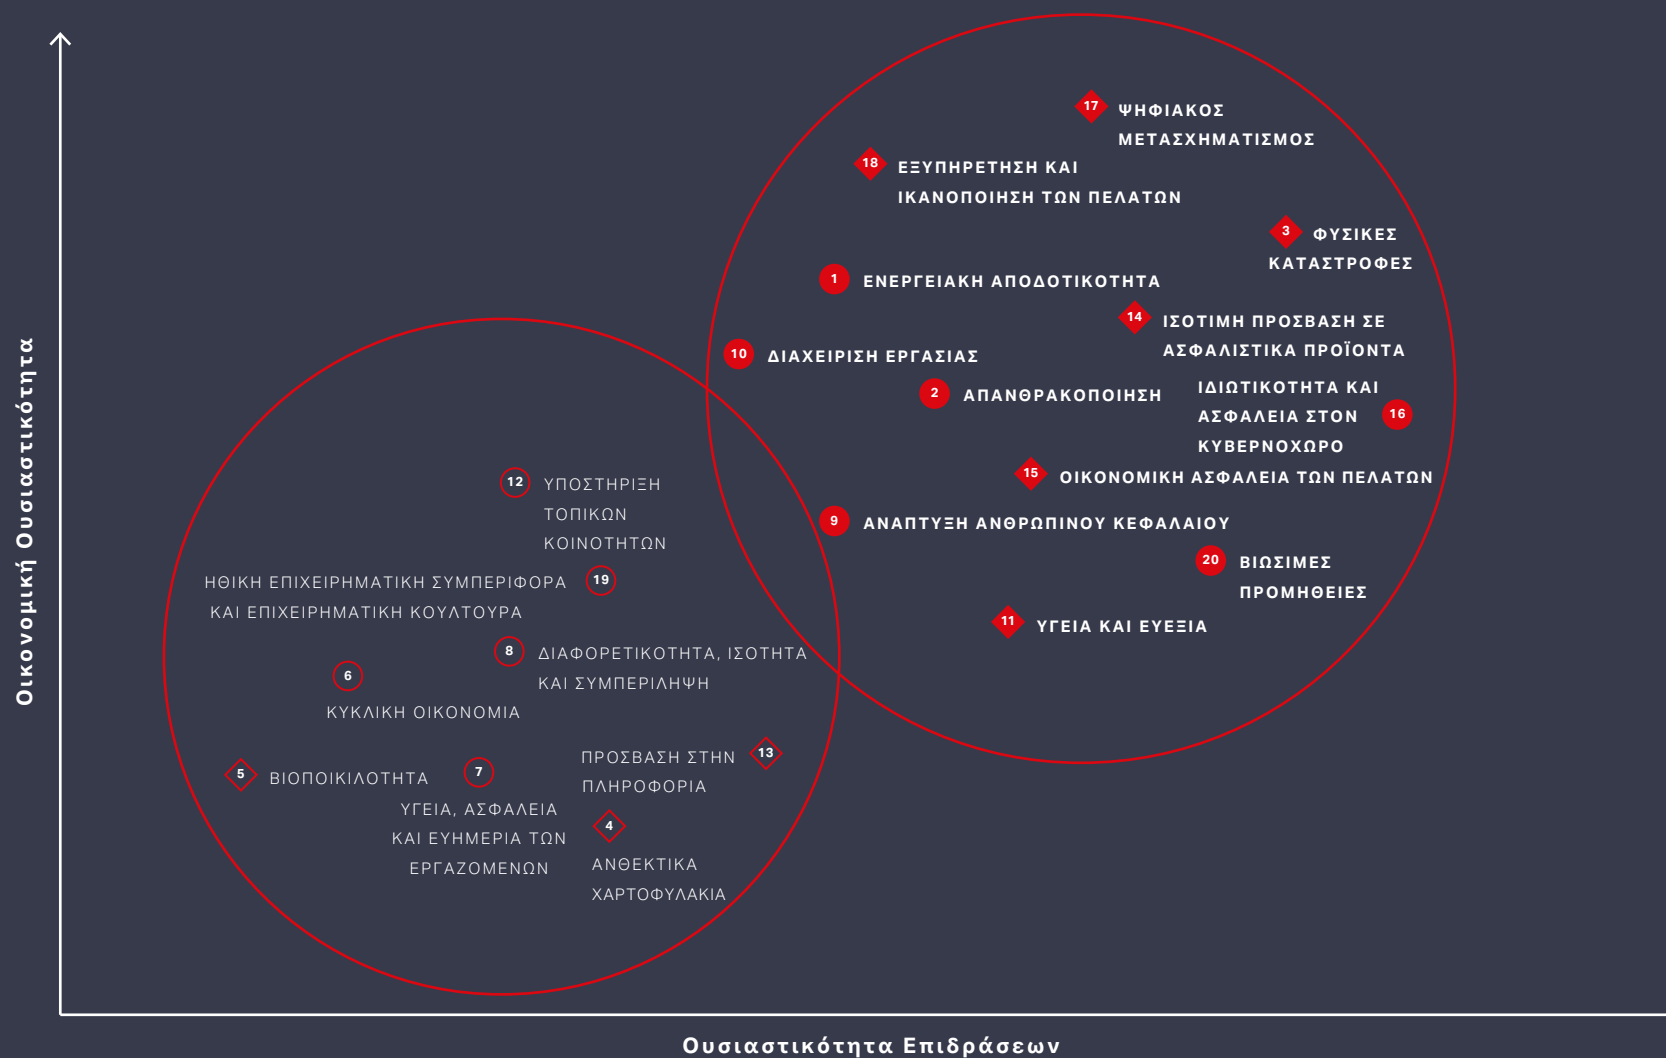 Οικονομική Ουσιαστικότητα
17 ΨΗΦΙΑΚΟΣ
ΜΕΤΑΣΧΗΜΑΤΙΣΜΟΣ
18 ΕΞΥΠΗΡΕΤΗΣΗ ΚΑΙ
ΙΚΑΝΟΠΟΙΗΣΗ ΤΩΝ ΠΕΛΑΤΩΝ
3 ΦΥΣΙΚΕΣ
ΚΑΤΑΣΤΡΟΦΕΣ
1 ΕΝΕΡΓΕΙΑΚΗ ΑΠΟΔΟΤΙΚΟΤΗΤΑ
14 ΙΣΟΤΙΜΗ ΠΡΟΣΒΑΣΗ ΣΕ
ΑΣΦΑΛΙΣΤΙΚΑ ΠΡΟΪΟΝΤΑ
10 ΔΙΑΧΕΙΡΙΣΗ ΕΡΓΑΣΙΑΣ
2 ΑΠΑΝΘΡΑΚΟΠΟΙΗΣΗ
ΙΔΙΩΤΙΚΟΤΗΤΑ ΚΑΙ
ΑΣΦΑΛΕΙΑ ΣΤΟΝ 16
ΚΥΒΕΡΝΟΧΩΡΟ
15 ΟΙΚΟΝΟΜΙΚΗ ΑΣΦΑΛΕΙΑ ΤΩΝ ΠΕΛΑΤΩΝ
9 ΑΝΑΠΤΥΞΗ ΑΝΘΡΩΠΙΝΟΥ ΚΕΦΑΛΑΙΟΥ
20 ΒΙΩΣΙΜΕΣ
ΠΡΟΜΗΘΕΙΕΣ
11 ΥΓΕΙΑ ΚΑΙ ΕΥΕΞΙΑ
12 ΥΠΟΣΤΗΡΙΞΗ
ΤΟΠΙΚΩΝ
ΚΟΙΝΟΤΗΤΩΝ
ΗΘΙΚΗ ΕΠΙΧΕΙΡΗΜΑΤΙΚΗ ΣΥΜΠΕΡΙΦΟΡΑ 19
ΚΑΙ ΕΠΙΧΕΙΡΗΜΑΤΙΚΗ ΚΟΥΛΤΟΥΡΑ
8 ΔΙΑΦΟΡΕΤΙΚΟΤΗΤΑ, ΙΣΟΤΗΤΑ
ΚΑΙ ΣΥΜΠΕΡΙΛΗΨΗ
6
ΚΥΚΛΙΚΗ ΟΙΚΟΝΟΜΙΑ
ΠΡΟΣΒΑΣΗ ΣΤΗΝ 13
ΠΛΗΡΟΦΟΡΙΑ
5 ΒΙΟΠΟΙΚΙΛΟΤΗΤΑ
7
ΥΓΕΙΑ, ΑΣΦΑΛΕΙΑ
ΚΑΙ ΕΥΗΜΕΡΙΑ ΤΩΝ
ΕΡΓΑΖΟΜΕΝΩΝ
4
ΑΝΘΕΚΤΙΚΑ
ΧΑΡΤΟΦΥΛΑΚΙΑ
Ουσιαστικότητα Επιδράσεων